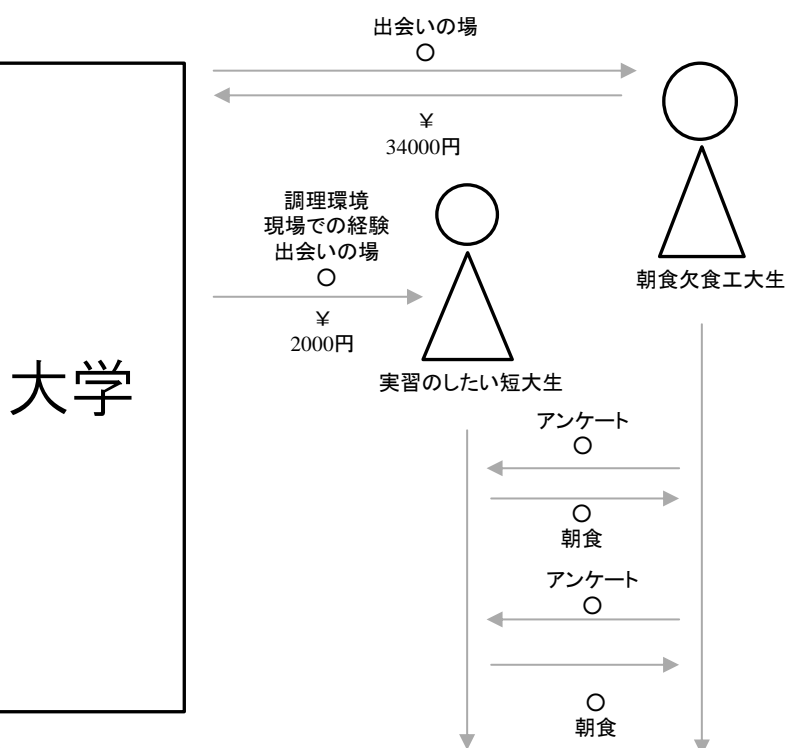 出会いの場
¥
34000円
調理環境
現場での経験
出会いの場
¥
2000円
大学
朝食欠食工大生
実習のしたい短大生
アンケート
朝食
アンケート
朝食